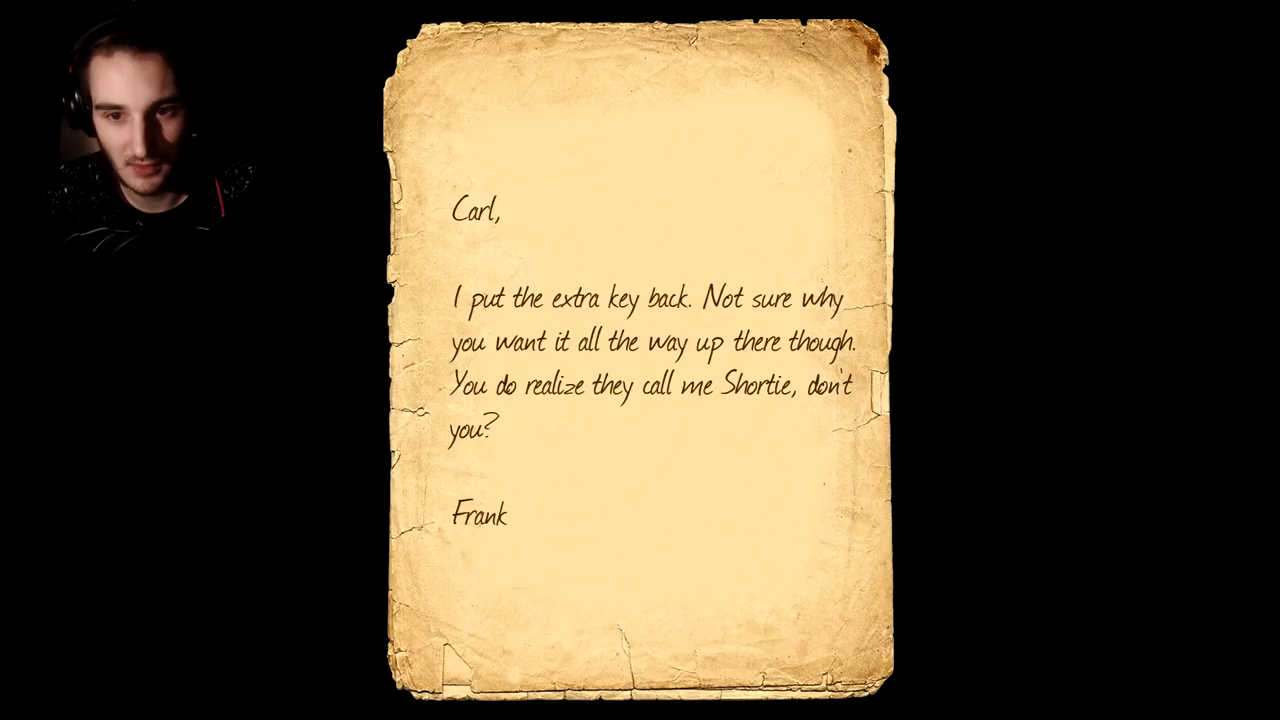 Carl,
I put the extra key back. Not sure why
you want it all the way up there though.
You do realize they call me Shortie, don't
you?
Frank